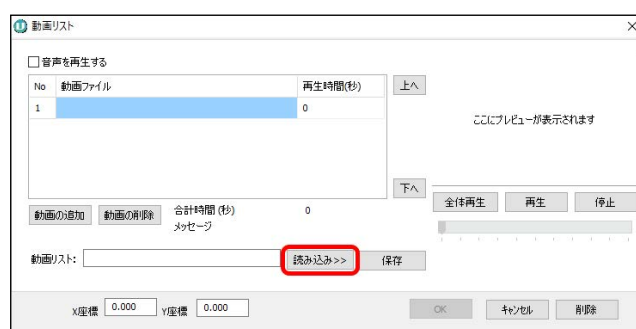 動画リスト
音声を再生する
No 動画ファイル 再生時間(秒)
1 0
上へ
下へ
ここにプレビューが表示されます
全体再生 再生 停止
動画の追加 動画の削除 合計時間 (秒) 0
メッセージ
動画リスト: 読み込み>> 保存
X座標 0.000 Y座標 0.000
OK キャンセル 削除